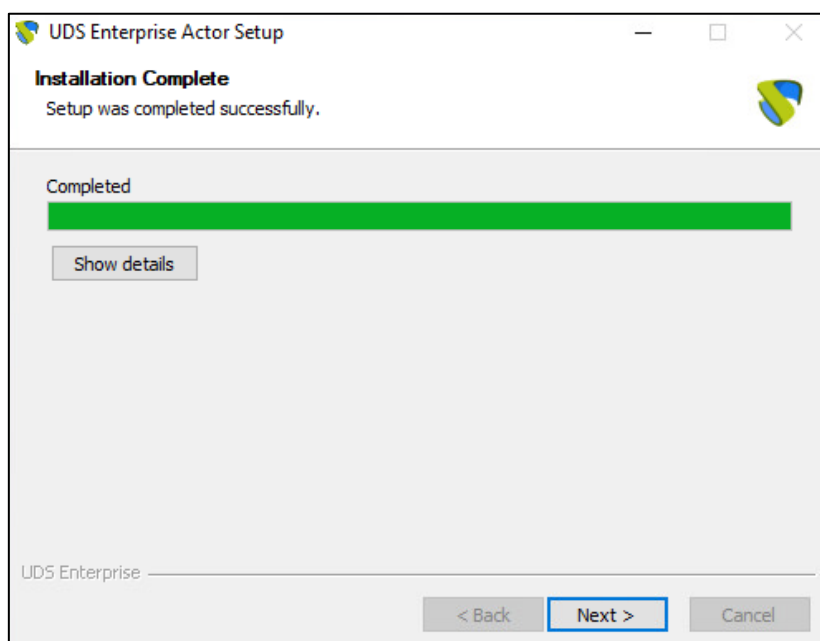 UDS Enterprise Actor Setup
Installation Complete
Setup was completed successfully.
Completed
Show details
UDS Enterprise
< Back Next > Cancel